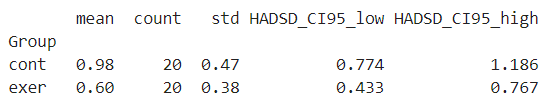 mean count std HADSD_CI95_low HADSD_CI95_high
Group
cont 0.98 20 0.47 0.774 1.186
exer 0.60 20 0.38 0.433 0.767